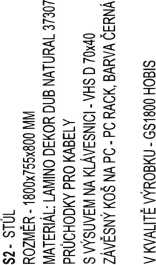 S2 - STŮL
ROZMĚR - 1800x755x800 MM
MATERIÁL: LAMINO DEKOR DUB NATURAL 37307
PRŮCHODKY PRO KABELY
S VÝSUVEM NA KLÁVESNICI - VHS D 70x40
ZÁVĚSNÝ KOŠ NA PC - PC RACK, BARVA ČERNÁ
V KVALITĚ VÝROBKU - GS1800 HOBIS